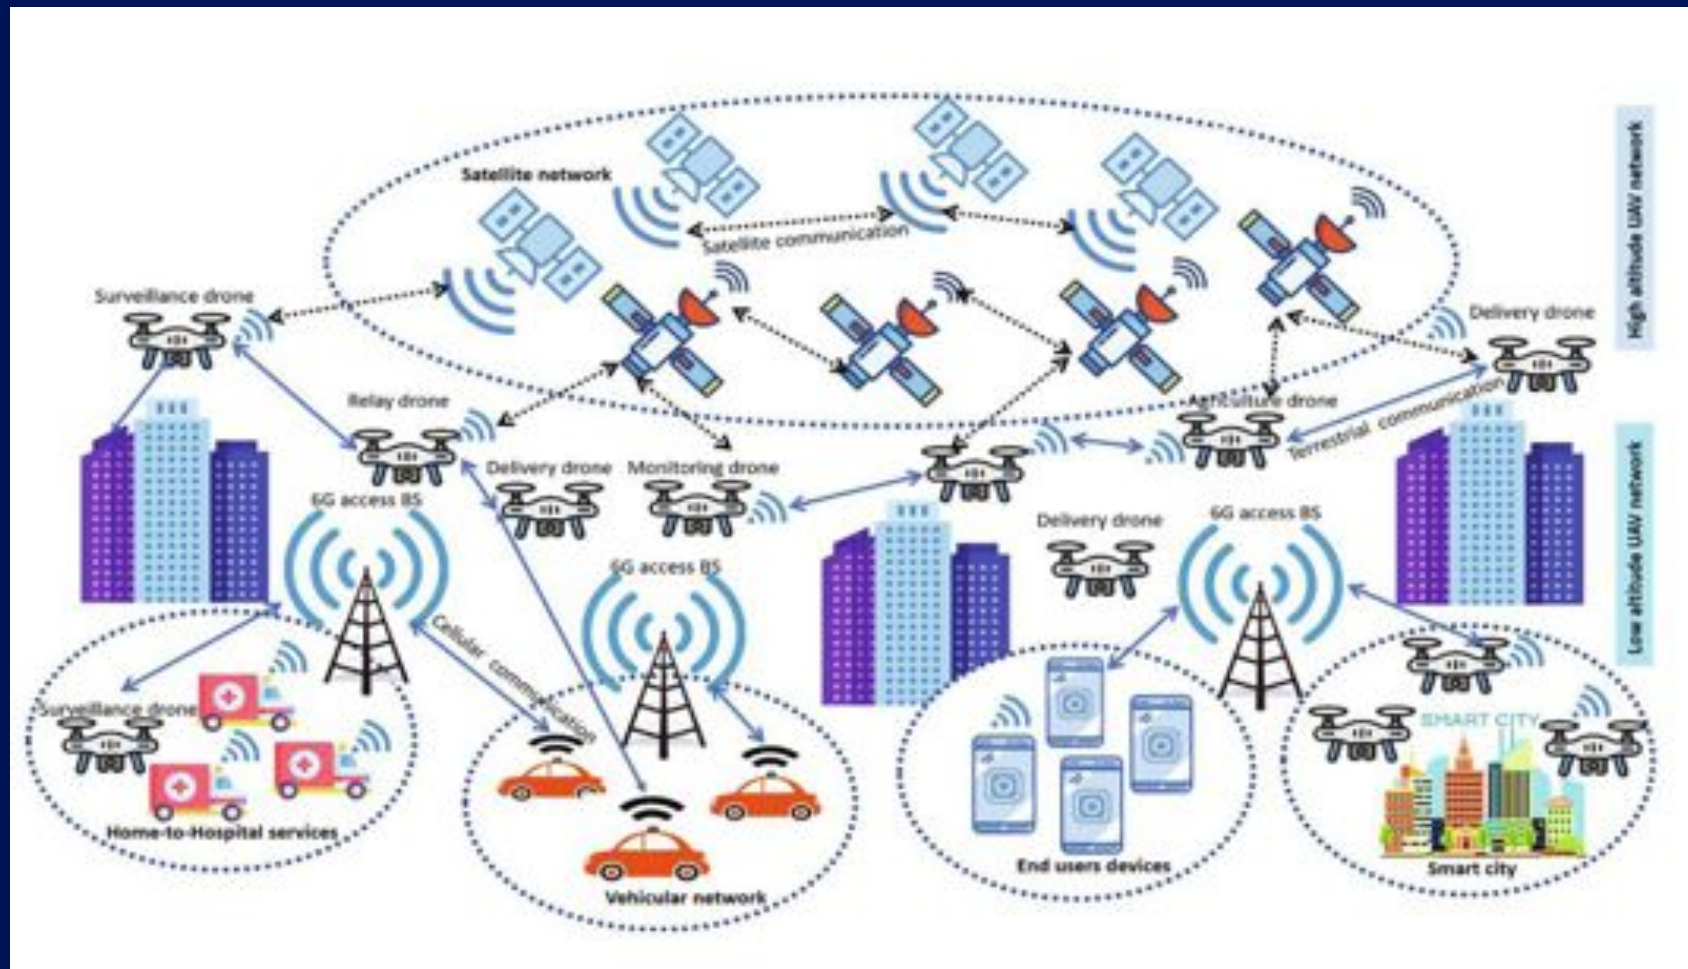 Satellite network
Satellite communication
High altitude UAV network
Surveillance drone
Delivery drone
Relay drone
Agriculture drone
Terrestrial communication
Delivery drone
Monitoring drone
6G access BS
6G access BS
Delivery drone
6G access BS
Low altitude UAV network
Cellular communication
Surveillance drone
SMART CITY
Home-to-Hospital services
End users devices
Smart city
Vehicular network